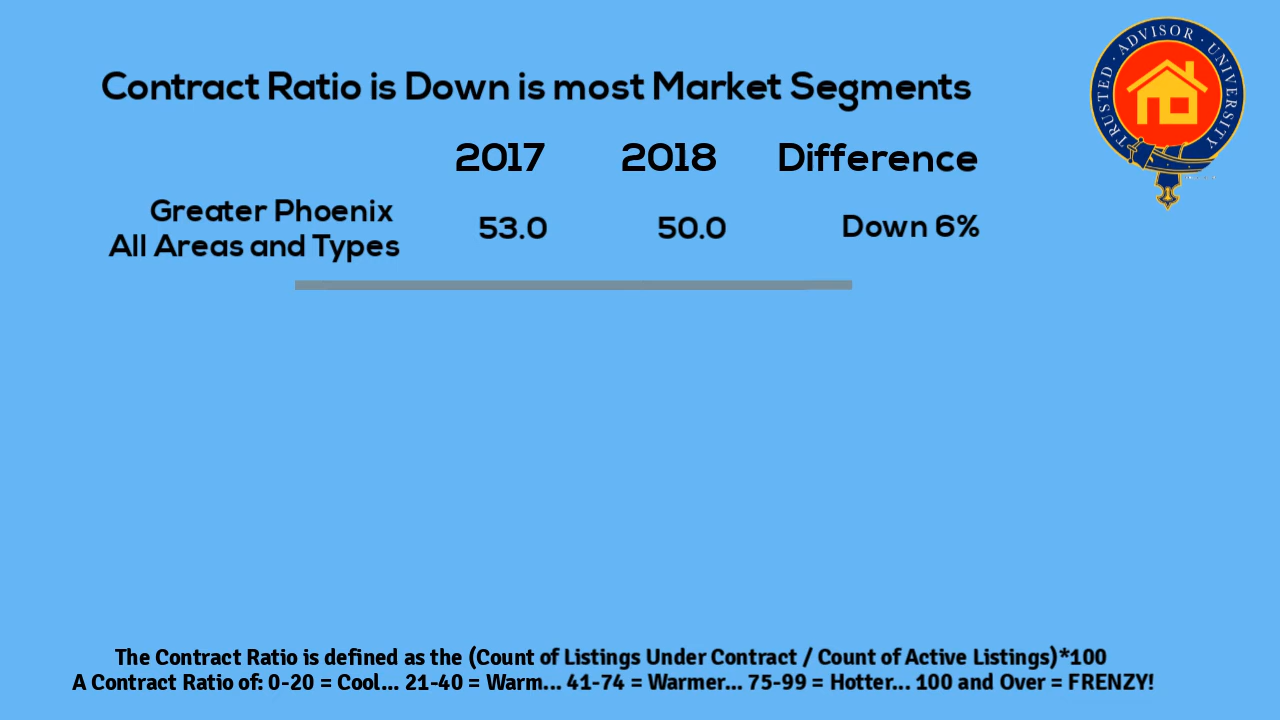 Contract Ratio is Down is most Market Segments
2017 2018 Difference
Greater Phoenix
All Areas and Types
53.0 50.0 Down 6%
The Contract Ratio is defined as the (Count of Listings Under Contract / Count of Active Listings)*100
A Contract Ratio of: 0-20 = Cool... 21-40 = Warm... 41-74 = Warmer... 75-99 = Hotter... 100 and Over = FRENZY!
TRUSTED · ADVISOR · UNIVERSITY